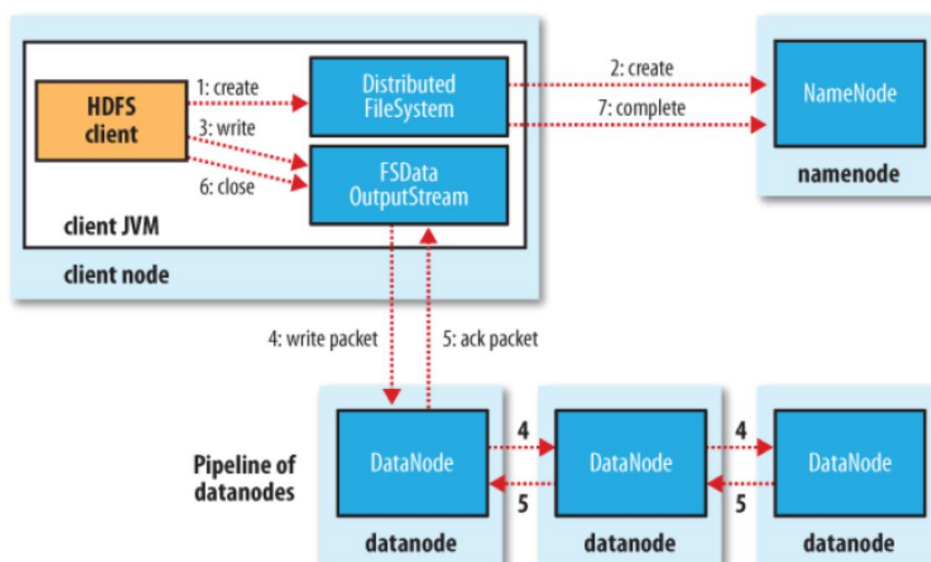 HDFS
client
1: create
3: write
6: close
Distributed
FileSystem
FSData
OutputStream
client JVM
client node
2: create
7: complete
NameNode
namenode
4: write packet
5: ack packet
Pipeline of
datanodes
DataNode
datanode
4
5
DataNode
datanode
4
5
DataNode
datanode